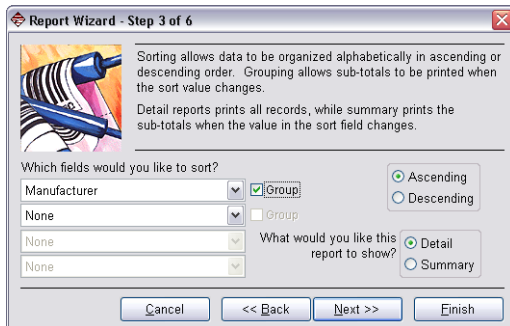 Report Wizard - Step 3 of 6
Sorting allows data to be organized alphabetically in ascending or
descending order. Grouping allows sub-totals to be printed when
the sort value changes.
Detail reports prints all records, while summary prints the
sub-totals when the value in the sort field changes.
Which fields would you like to sort?
Manufacturer Group
None Group
None
None
Ascending
Descending
What would you like this
report to show?
Detail
Summary
Cancel << Back Next >> Finish